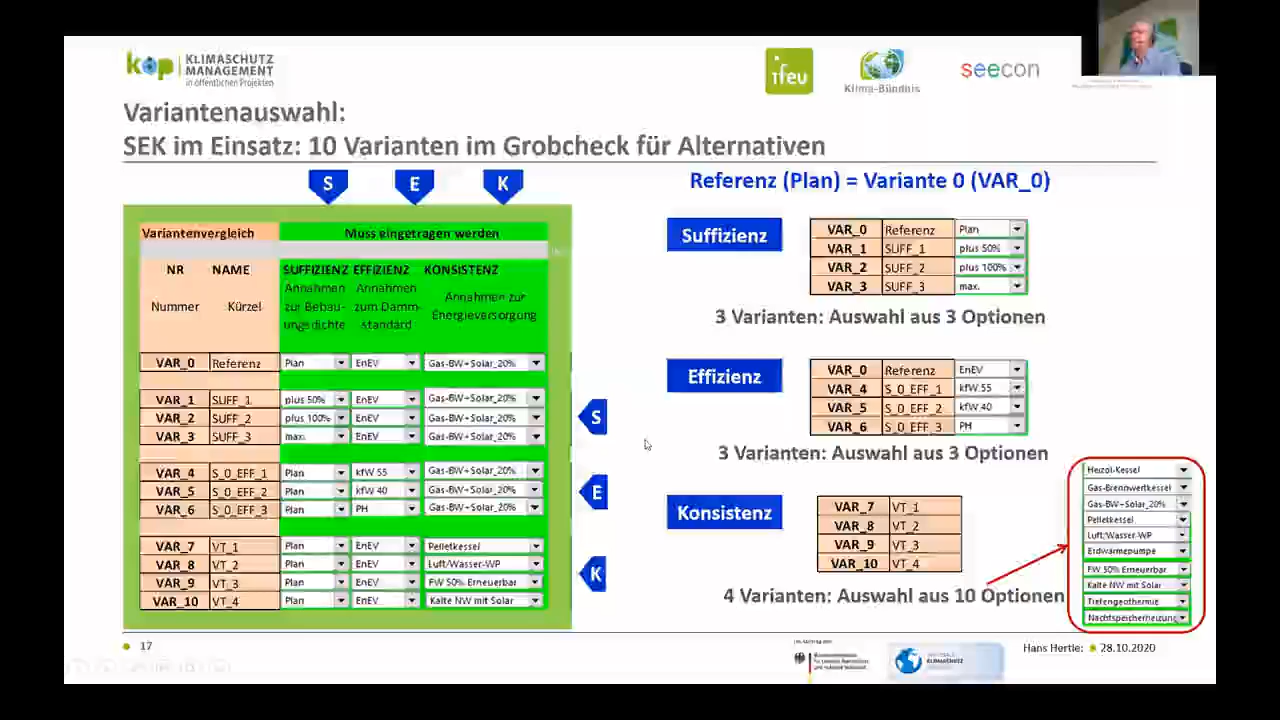 kop KLIMASCHUTZ
MANAGEMENT
in öffentlichen Projekten
ifeu
Klima-Bündnis
seecon
Variantenauswahl:
SEK im Einsatz: 10 Varianten im Grobcheck für Alternativen
S E K
Variantenvergleich Muss eingetragen werden
NR NAME SUFFIZIENZ EFFIZIENZ KONSISTENZ
Nummer Kürzel
Annahmen zur Bebau-ungsdichte
Annahmen zum Dämm-standard
Annahmen zur Energieversorgung
VAR_0 Referenz Plan EnEV Gas-BW+Solar_20%
VAR_1 SUFF_1 plus 50% EnEV Gas-BW+Solar_20%
VAR_2 SUFF_2 plus 100% EnEV Gas-BW+Solar_20%
VAR_3 SUFF_3 max. EnEV Gas-BW+Solar_20%
S
VAR_4 S_0_EFF_1 Plan kfW 55 Gas-BW+Solar_20%
VAR_5 S_0_EFF_2 Plan kfW 40 Gas-BW+Solar_20%
VAR_6 S_0_EFF_3 Plan PH Gas-BW+Solar_20%
E
VAR_7 VT_1 Plan EnEV Pelletkessel
VAR_8 VT_2 Plan EnEV Luft/Wasser-WP
VAR_9 VT_3 Plan EnEV FW 50% Erneuerbar
VAR_10 VT_4 Plan EnEV Kalte NW mit Solar
K
Referenz (Plan) = Variante 0 (VAR_0)
Suffizienz
VAR_0 Referenz Plan
VAR_1 SUFF_1 plus 50%
VAR_2 SUFF_2 plus 100%
VAR_3 SUFF_3 max.
3 Varianten: Auswahl aus 3 Optionen
Effizienz
VAR_0 Referenz EnEV
VAR_4 S_0_EFF_1 kfW 55
VAR_5 S_0_EFF_2 kfW 40
VAR_6 S_0_EFF_3 PH
3 Varianten: Auswahl aus 3 Optionen
Konsistenz
VAR_7 VT_1
VAR_8 VT_2
VAR_9 VT_3
VAR_10 VT_4
4 Varianten: Auswahl aus 10 Optionen
Heizöl-Kessel
Gas-Brennwertkessel
Gas-BW+Solar_20%
Pelletkessel
Luft/Wasser-WP
Erdwärmepumpe
FW 50% Erneuerbar
Kalte NW mit Solar
Tiefengeothermie
Nachtspeicherheizung
17
KLIMASCHUTZ
Hans Hertle: 28.10.2020